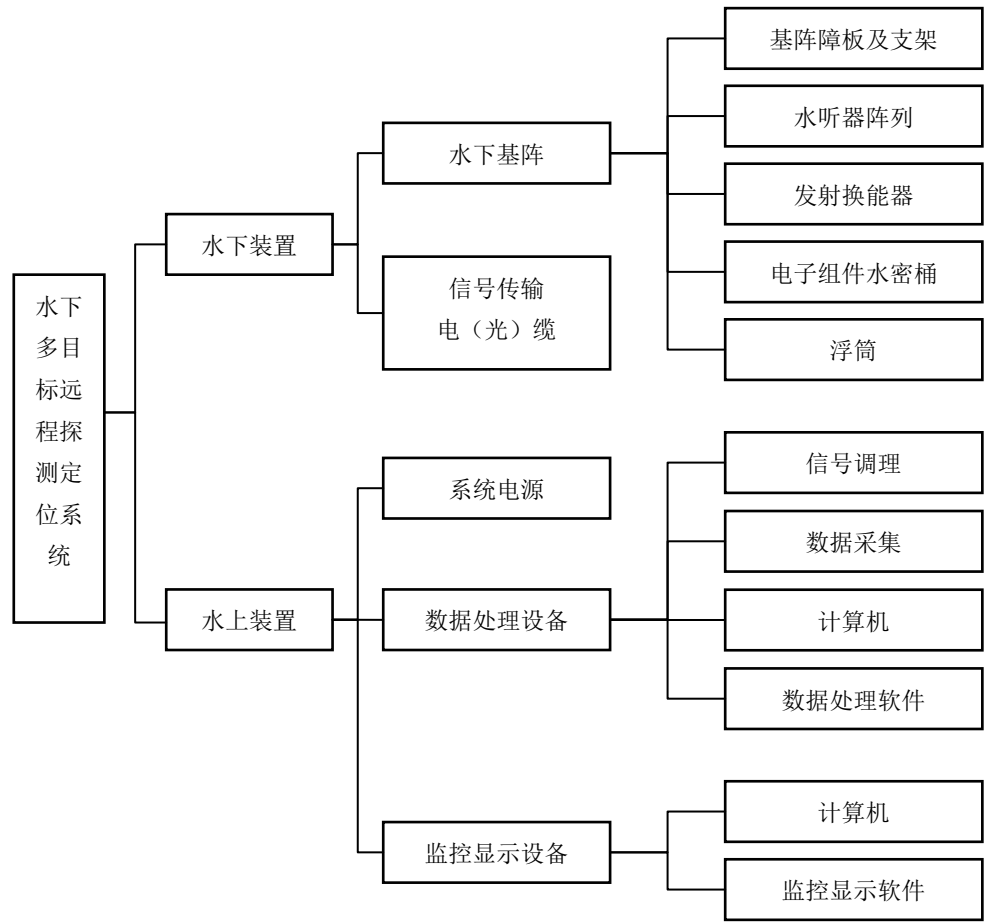 水下
多目
标远
程探
测定
位系
统
水下装置
水下基阵
基阵障板及支架
水听器阵列
发射换能器
电子组件水密桶
浮筒
信号传输
电（光）缆
水上装置
系统电源
数据处理设备
信号调理
数据采集
计算机
数据处理软件
监控显示设备
计算机
监控显示软件